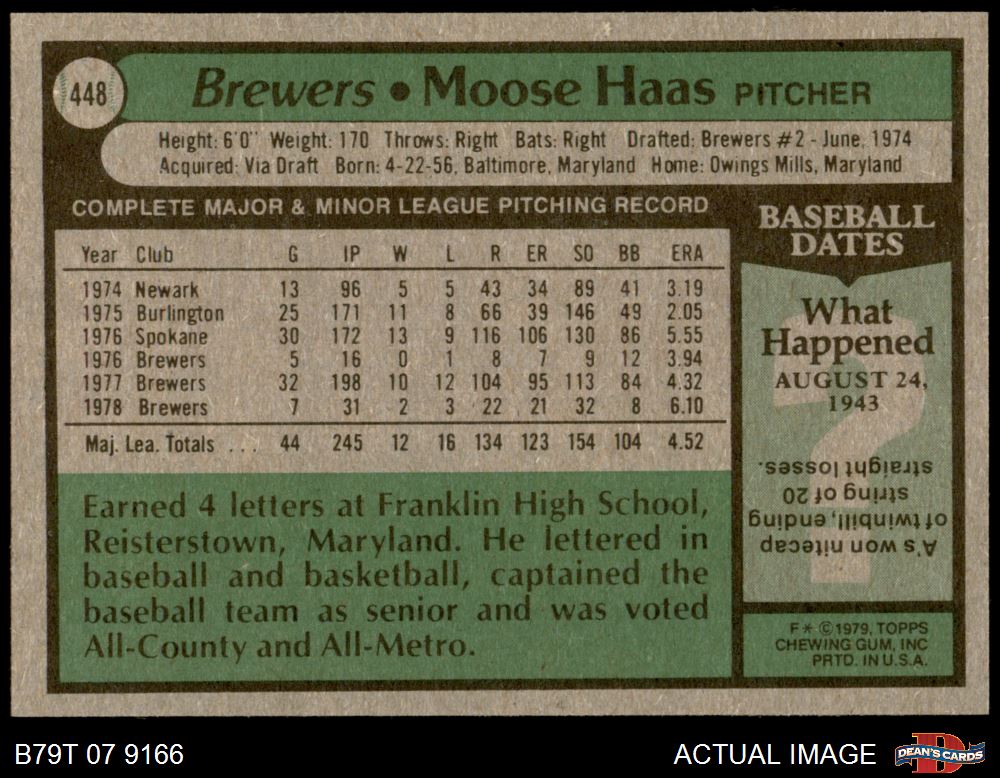 448
Brewers • Moose Haas PITCHER
Height: 6'0" Weight: 170 Throws: Right Bats: Right Drafted: Brewers #2 - June, 1974
Acquired: Via Draft Born: 4-22-56, Baltimore, Maryland Home: Owings Mills, Maryland
COMPLETE MAJOR & MINOR LEAGUE PITCHING RECORD
Year Club G IP W L R ER SO BB ERA
1974 Newark 13 96 5 5 43 34 89 41 3.19
1975 Burlington 25 171 11 8 66 39 146 49 2.05
1976 Spokane 30 172 13 9 116 106 130 86 5.55
1976 Brewers 5 16 0 1 8 7 9 12 3.94
1977 Brewers 32 198 10 12 104 95 113 84 4.32
1978 Brewers 7 31 2 3 22 21 32 8 6.10
Maj. Lea. Totals ... 44 245 12 16 134 123 154 104 4.52
Earned 4 letters at Franklin High School,
Reisterstown, Maryland. He lettered in
baseball and basketball, captained the
baseball team as senior and was voted
All-County and All-Metro.
BASEBALL
DATES
What
Happened
AUGUST 24,
1943
A's won nitecap
of twinbill, ending
string of 20
straight losses.
F*©1979, TOPPS
CHEWING GUM, INC
PRTD. IN U.S.A.
B79T 07 9166
ACTUAL IMAGE
DEAN'S CARDS